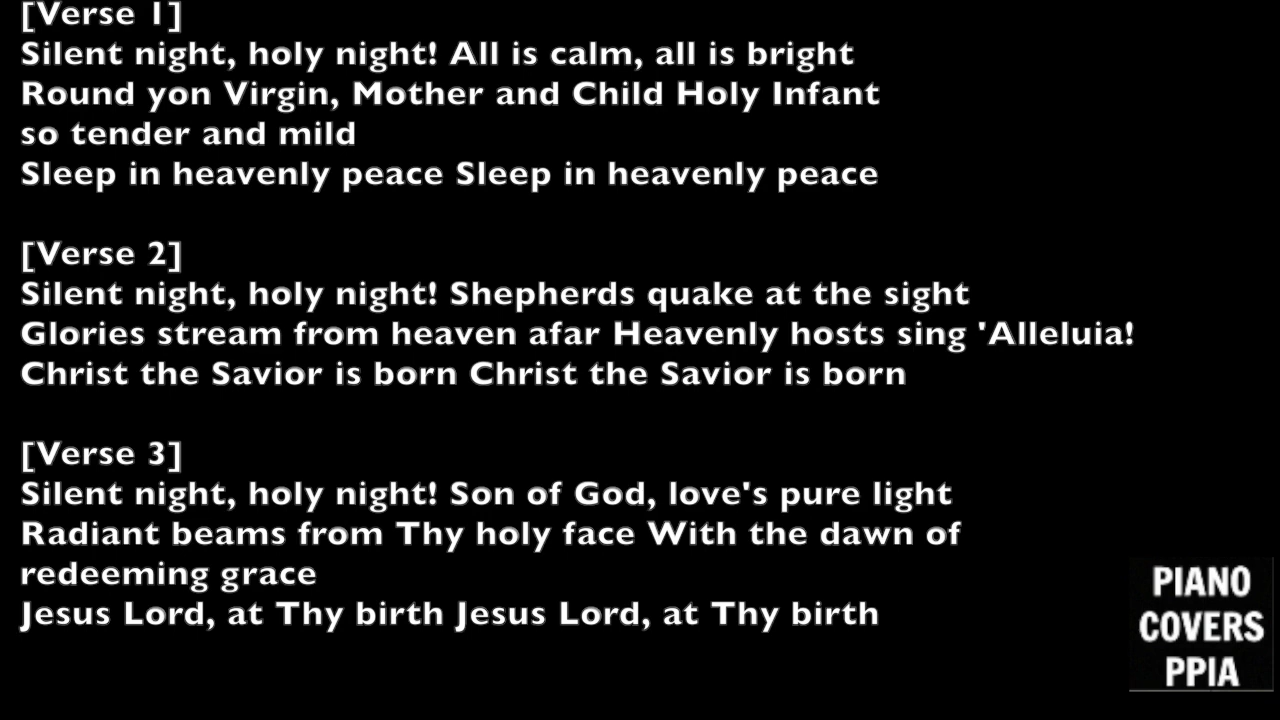 [Verse 1]
Silent night, holy night! All is calm, all is bright
Round yon Virgin, Mother and Child Holy Infant
so tender and mild
Sleep in heavenly peace Sleep in heavenly peace

[Verse 2]
Silent night, holy night! Shepherds quake at the sight
Glories stream from heaven afar Heavenly hosts sing 'Alleluia!
Christ the Savior is born Christ the Savior is born

[Verse 3]
Silent night, holy night! Son of God, love's pure light
Radiant beams from Thy holy face With the dawn of
redeeming grace
Jesus Lord, at Thy birth Jesus Lord, at Thy birth

PIANO
COVERS
PPIA